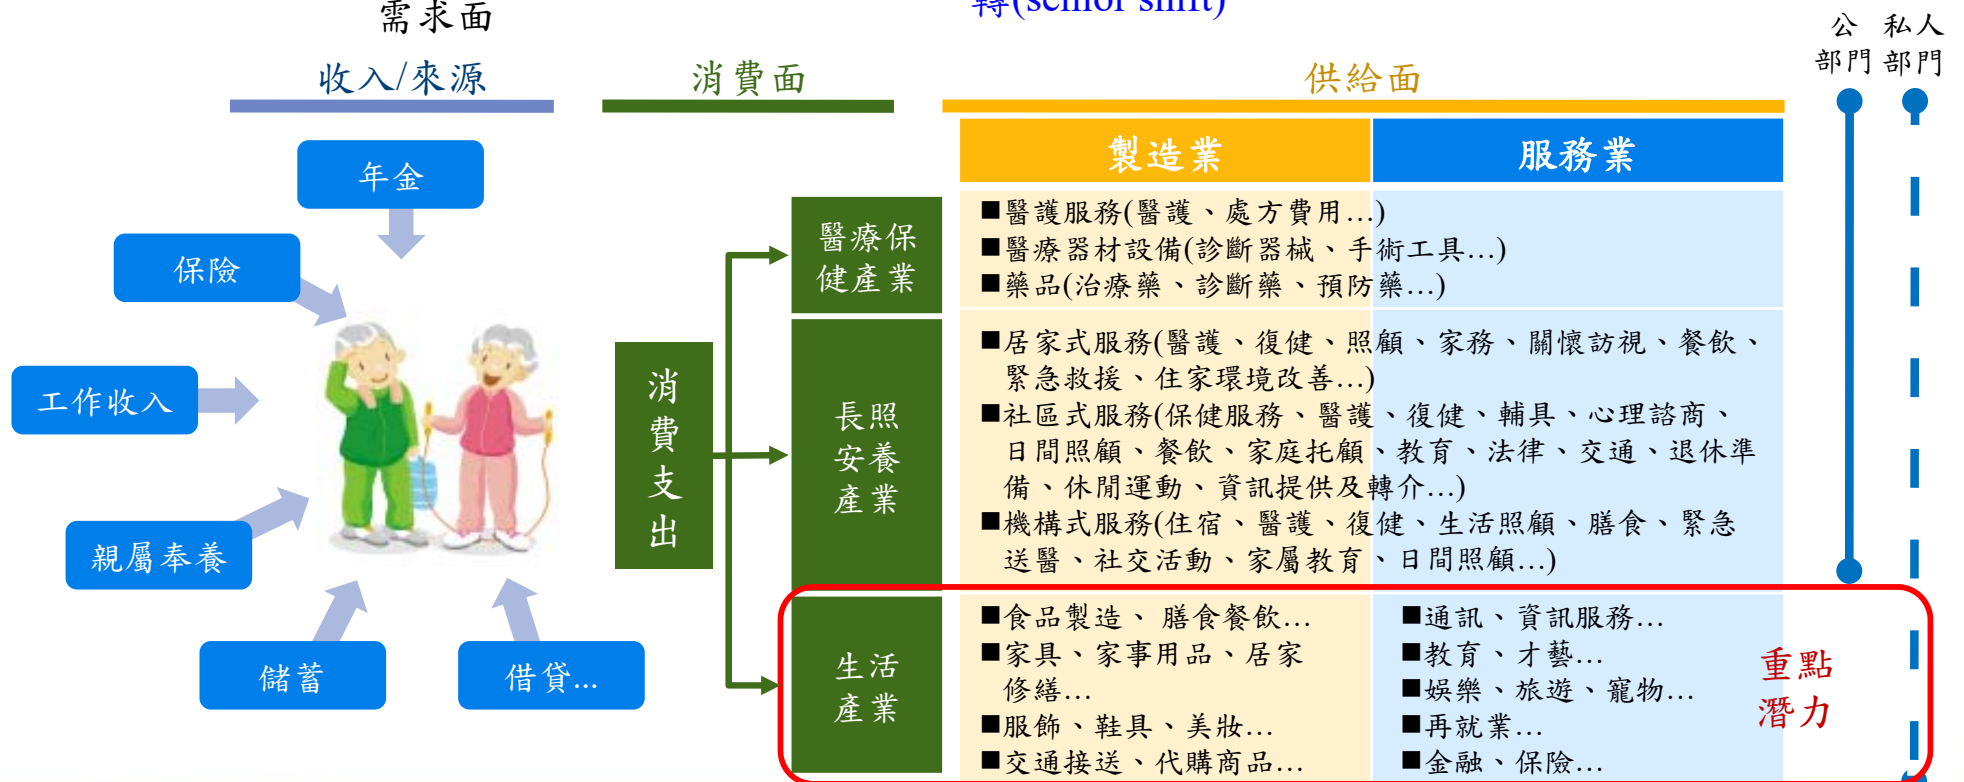 需求面
轉(senior shift)
收入/來源
消費面
供給面
公部門
私人部門
年金
保險
工作收入
親屬奉養
儲蓄
借貸...
消費支出
製造業
服務業
醫療保健產業
■醫護服務(醫護、處方費用…)
■醫療器材設備(診斷器械、手術工具…)
■藥品(治療藥、診斷藥、預防藥…)
長照安養產業
■居家式服務(醫護、復健、照顧、家務、關懷訪視、餐飲、
緊急救援、住家環境改善…)
■社區式服務(保健服務、醫護、復健、輔具、心理諮商、
日間照顧、餐飲、家庭托顧、教育、法律、交通、退休準
備、休閒運動、資訊提供及轉介…)
■機構式服務(住宿、醫護、復健、生活照顧、膳食、緊急
送醫、社交活動、家屬教育、日間照顧…)
生活產業
■食品製造、 膳食餐飲…
■家具、家事用品、居家
修繕…
■服飾、鞋具、美妝…
■交通接送、代購商品…
■通訊、資訊服務…
■教育、才藝…
■娛樂、旅遊、寵物…
■再就業…
■金融、保險…
重點
潛力